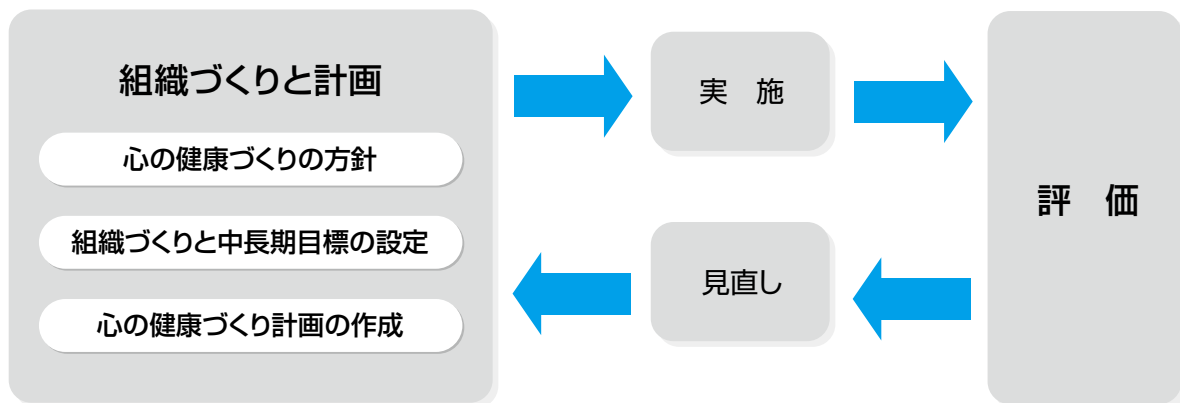 組織づくりと計画
心の健康づくりの方針
組織づくりと中長期目標の設定
心の健康づくり計画の作成
実　施
評　価
見直し